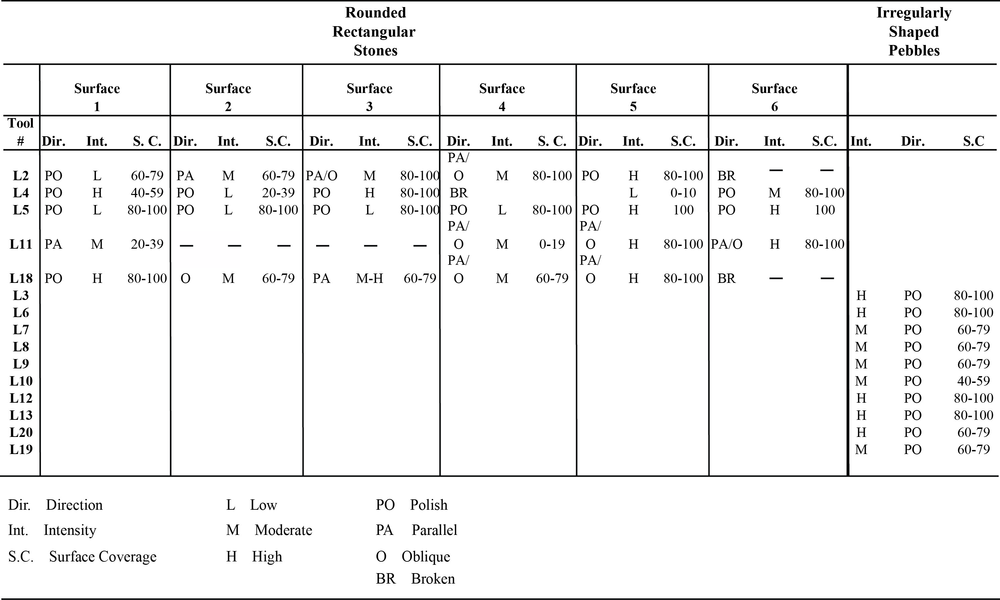 Rounded Irregularly
Rectangular Shaped
Stones Pebbles
Surface Surface Surface Surface Surface Surface
1 2 3 4 5 6
Tool
# Dir. Int. S. C. Dir. Int. S.C. Dir. Int. S.C. Dir. Int. S. C. Dir. Int. S.C. Dir. Int. S.C. Int. Dir. S.C
PA/
L2 PO L 60-79 PA M 60-79 PA/O M 80-100 O M 80-100 PO H 80-100 BR — —
L4 PO H 40-59 PO L 20-39 PO H 80-100 BR L 0-10 PO M 80-100
L5 PO L 80-100 PO L 80-100 PO L 80-100 PO L 80-100 PO H 100 PO H 100
PA/ PA/
L11 PA M 20-39 — — — — — — O M 0-19 O H 80-100 PA/O H 80-100
PA/ PA/
L18 PO H 80-100 O M 60-79 PA M-H 60-79 O M 60-79 O H 80-100 BR — —
L3 H PO 80-100
L6 H PO 80-100
L7 M PO 60-79
L8 M PO 60-79
L9 M PO 60-79
L10 M PO 40-59
L12 H PO 80-100
L13 H PO 80-100
L20 H PO 60-79
L19 M PO 60-79
Dir. Direction L Low PO Polish
Int. Intensity M Moderate PA Parallel
S.C. Surface Coverage H High O Oblique
BR Broken